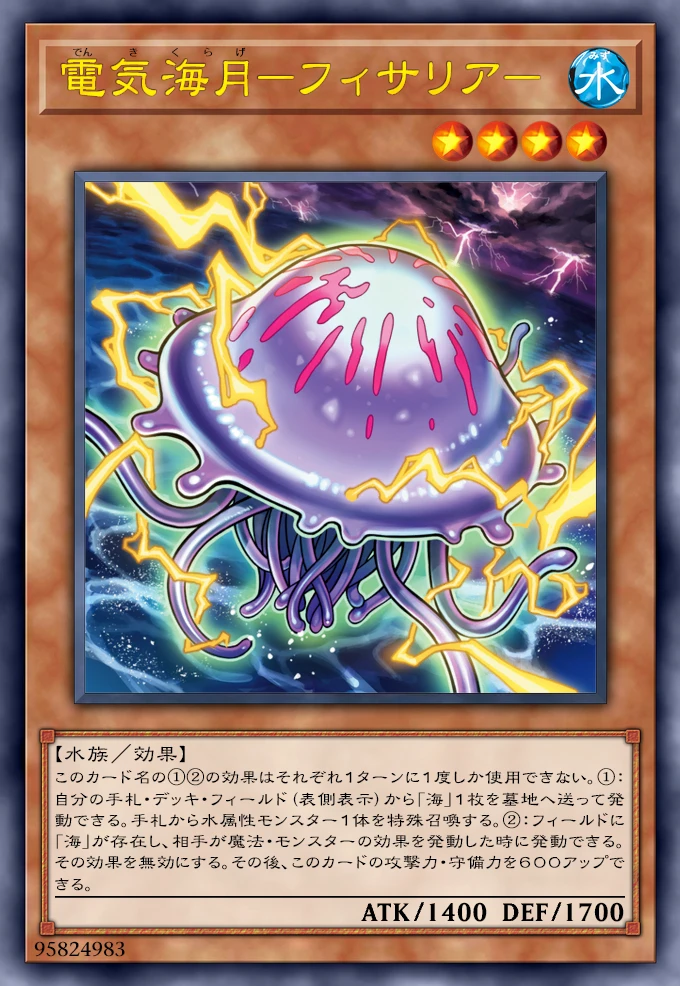 でんきくらげ
電気海月－フィサリア－
みず
水
【水族／効果】
このカード名の①②の効果はそれぞれ１ターンに１度しか使用できない。①：
自分の手札・デッキ・フィールド（表側表示）から「海」１枚を墓地へ送って発
動できる。手札から水属性モンスター１体を特殊召喚する。②：フィールドに
「海」が存在し、相手が魔法・モンスターの効果を発動した時に発動できる。
その効果を無効にする。その後、このカードの攻撃力・守備力を６００アップで
きる。
ATK/1400 DEF/1700
95824983